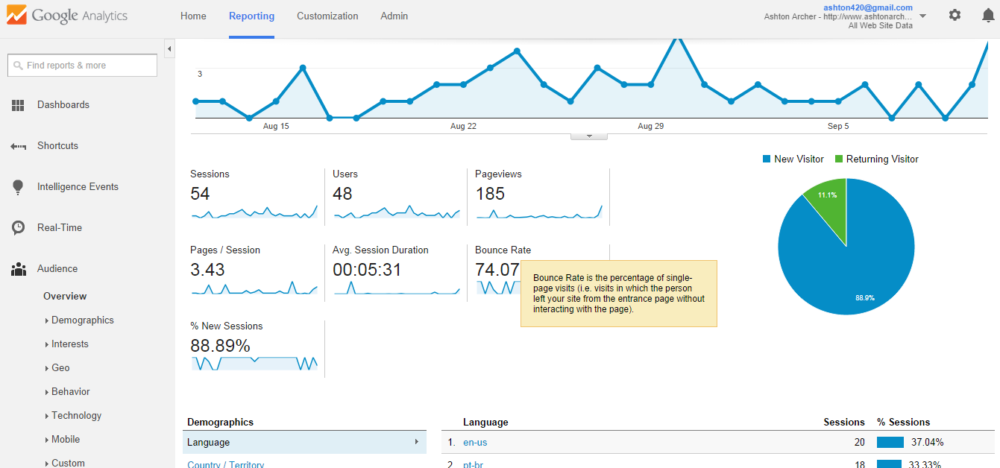 Google Analytics
Home
Reporting
Customization
Admin
ashton420@gmail.com
Ashton Archer - http://www.ashtonarch...
All Web Site Data
Find reports & more
Dashboards
Shortcuts
Intelligence Events
Real-Time
Audience
Overview
Demographics
Interests
Geo
Behavior
Technology
Mobile
Custom
3
Aug 15
Aug 22
Aug 29
Sep 5
New Visitor
Returning Visitor
11.1%
88.9%
Sessions
54
Users
48
Pageviews
185
Pages / Session
3.43
Avg. Session Duration
00:05:31
Bounce Rate
74.07
Bounce Rate is the percentage of single-
page visits (i.e. visits in which the person
left your site from the entrance page without
interacting with the page).
% New Sessions
88.89%
Demographics
Language
Country / Territory
Language
Sessions
% Sessions
1. en-us 20 37.04%
2 pt-br 18 33.33%